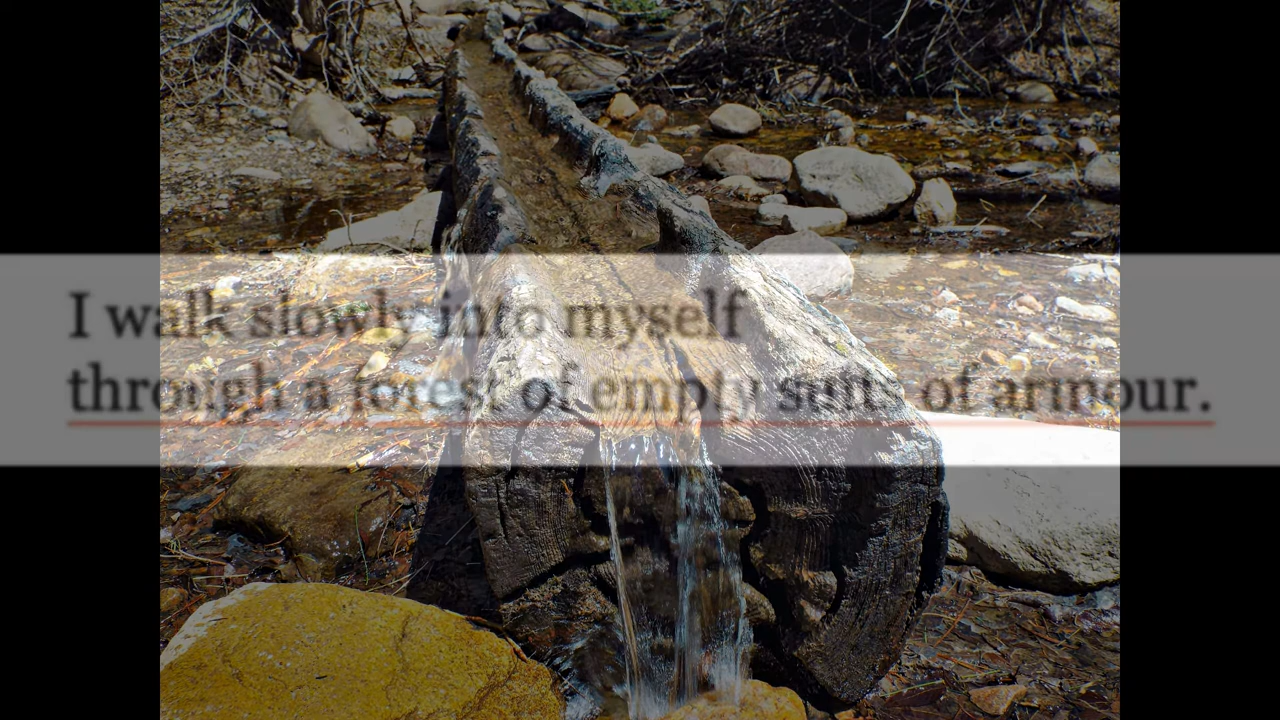 I walk slowly into myself
through a forest of empty suits of armour.